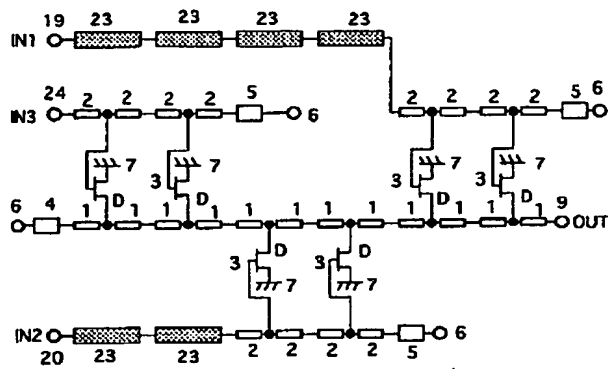 19 23 23 23 23
IN1
24 2 2 2 2 5 6 2 2 2 2 5 6
IN3
7 3 7 3 7 3 7
D D D D
6 4 1 1 1 1 1 1 1 1 1 1 1 1 9
OUT
3 D 3 D
7 7
IN2 6
20 23 23 2 2 2 2 5